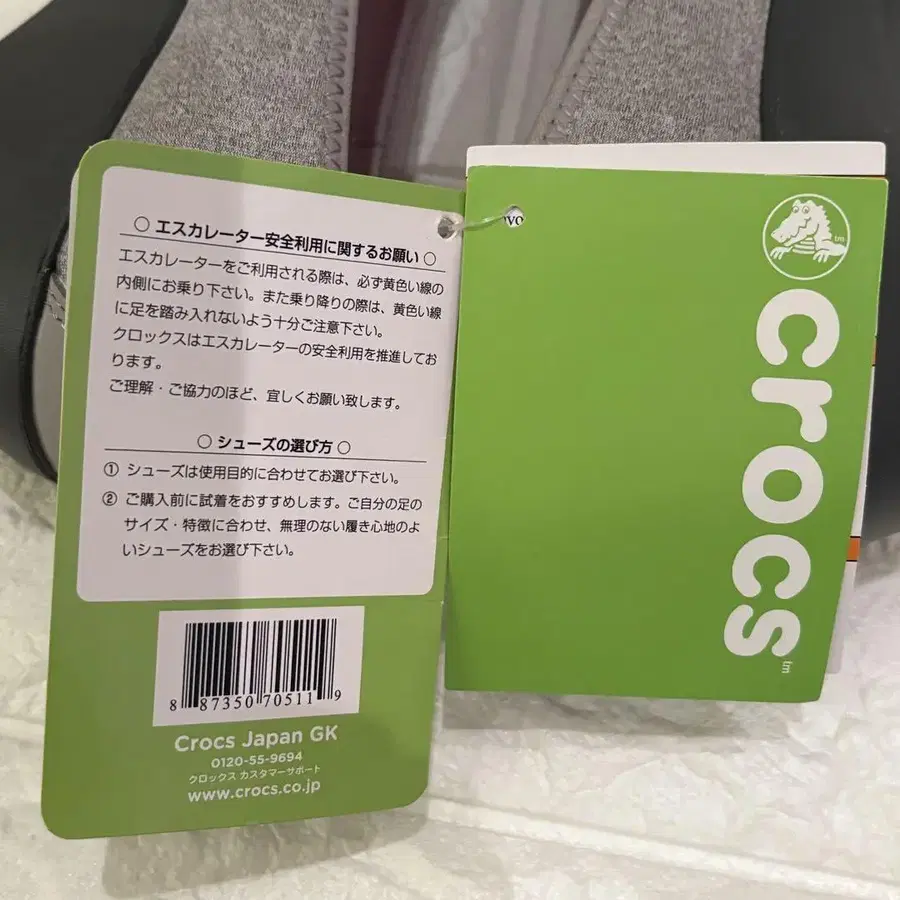 ○ エスカレーター安全利用に関するお願い ○
エスカレーターをご利用される際は、必ず黄色い線の
内側にお乗り下さい。また乗り降りの際は、黄色い線
に足を踏み入れないよう十分ご注意下さい。
クロックスはエスカレーターの安全利用を推進してお
ります。
ご理解・ご協力のほど、宜しくお願い致します。
○ シューズの選び方 ○
① シューズは使用目的に合わせてお選び下さい。
② ご購入前に試着をおすすめします。ご自分の足の
サイズ・特徴に合わせ、無理のない履き心地のよ
いシューズをお選び下さい。
8 87350 70511 9
Crocs Japan GK
0120-55-9694
クロックス カスタマーサポート
www.crocs.co.jp
crocs™
tm